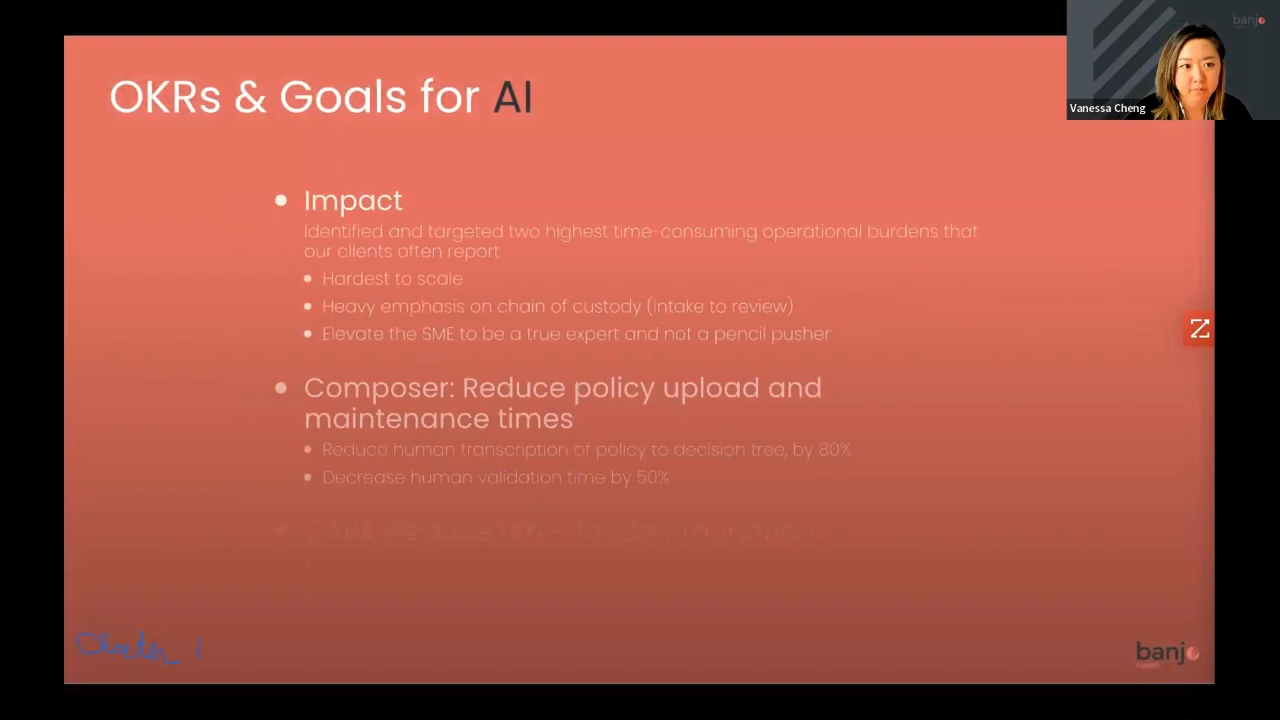 banjo
Vanessa Cheng
OKRs & Goals for AI
Impact
Identified and targeted two highest time-consuming operational burdens that
our clients often report
Hardest to scale
Heavy emphasis on chain of custody (intake to review)
Elevate the SME to be a true expert and not a pencil pusher
Composer: Reduce policy upload and
maintenance times
Reduce human transcription of policy to decision tree, by 80%
Decrease human validation time by 50%
banjo
health